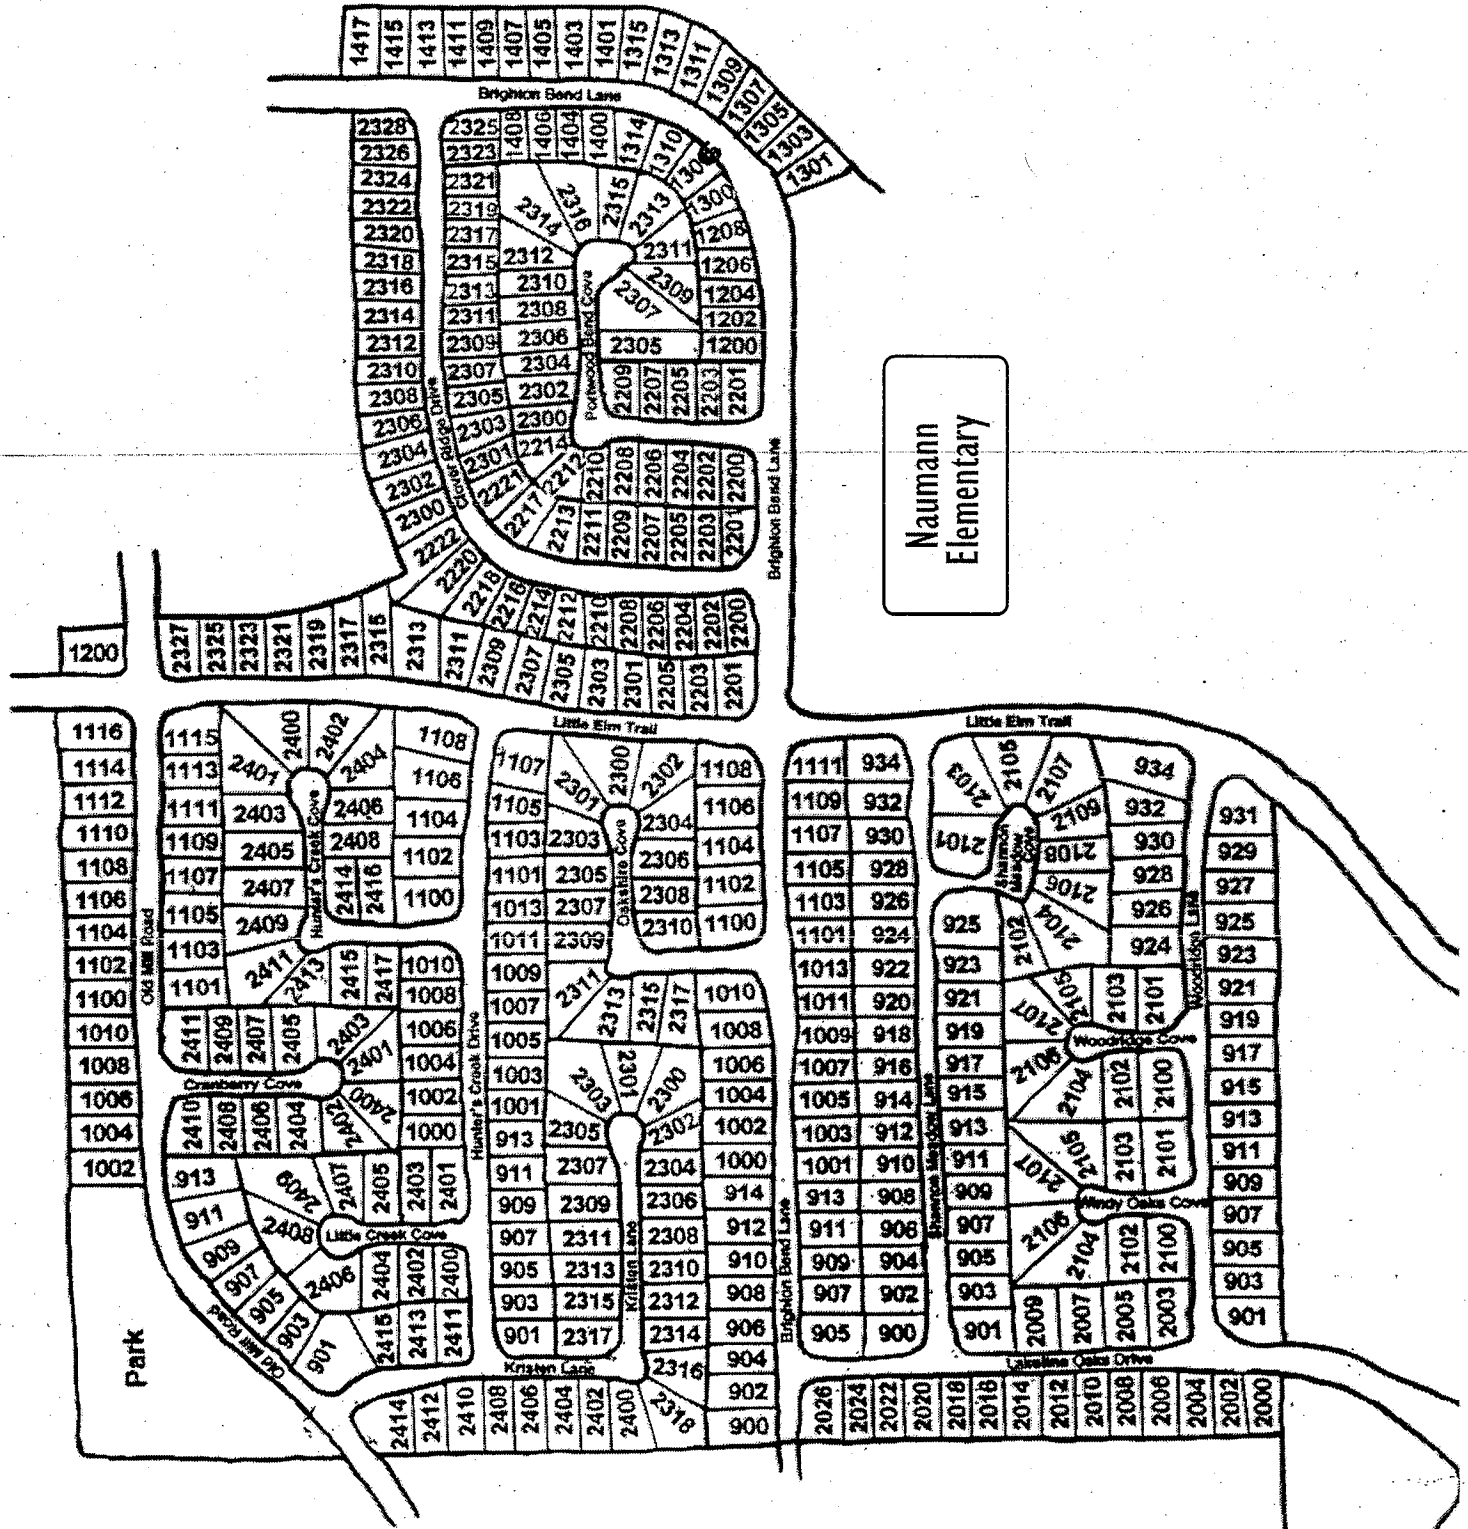 1417 1415 1413 1411 1409 1407 1405 1403 1401 1315 1313 1311 1309 1307 1305 1303 1301
Brighton Bend Lane
2328 2326 2324 2322 2320 2318 2316 2314 2312 2310 2308 2306 2304 2302 2300 2222 2220 2218 2216 2214 2212 2210 2208 2206 2204 2202 2200
Clover Ridge Drive
2325 2323 2321 2319 2317 2315 2313 2311 2309 2307 2305 2303 2301 2221 2217 2213 2211 2209 2207 2205 2203 2201
1408 1406 1404 1400 1314 1310 1300 1208 1206 1204 1202 1200
2314 2316 2315 2313 2311 2309 2307 2305
2312 2310 2308 2306 2304 2302 2300 2214 2212 2210 2208 2206 2204 2202 2200
Portwood Bend Cove
2209 2207 2205 2203 2201
Brighton Bend Lane
Naumann
Elementary
1200
2327 2325 2323 2321 2319 2317 2315 2313 2311 2309 2307 2305 2303 2301 2205 2203 2201
Little Elm Trail
Little Elm Trail
1116 1114 1112 1110 1108 1106 1104 1102 1100 1010 1008 1006 1004 1002
Old Mill Road
1115 1113 1111 1109 1107 1105 1103 1101
2401 2400 2402 2404 2406 2408 2414 2416
2403 2405 2407 2409 2411 2413 2415 2417
Hunter's Creek Cove
1108 1106 1104 1102 1100
1010 1008 1006 1004 1002 1000
2411 2409 2407 2405 2403 2401 2400 2402
Cranberry Cove
2410 2408 2406 2404
Hunter's Creek Drive
913 911 909 907 905 903 901
2409 2407 2405 2403 2401
2408 2406 2404 2402 2400
Little Creek Cove
2415 2413 2411
Old Mill Road
Park
1107 1105 1103 1101 1013 1011 1009 1007 1005 1003 1001 913 911 909 907 905 903 901
2301 2300 2302 2303 2305 2307 2309 2311 2313 2315 2317
2304 2306 2308 2310
Oakshire Cove
1108 1106 1104 1102 1100
1010 1008 1006 1004 1002 1000 914 912 910 908 906 904 902 900
2303 2301 2300 2302 2304 2306 2308 2310 2312 2314 2316 2318
2305 2307 2309 2311 2313 2315 2317
Kristen Lane
Kristen Lane
2414 2412 2410 2408 2406 2404 2402 2400
Brighton Bend Lane
1111 1109 1107 1105 1103 1101 1013 1011 1009 1007 1005 1003 1001 913 911 909 907 905
934 932 930 928 926 924 922 920 918 916 914 912 910 908 906 904 902 900
Shannon Meadow Lane
2103 2105 2107 2109 2108 2106 2104 2102 2101
Shannon
Meadow
Cove
934 932 930 928 926 924
925 923 921 919 917 915 913 911 909 907 905 903 901
2107 2105 2103 2101
Woodridge Cove
2106 2104 2102 2100
2107 2105 2103 2101
Windy Oaks Cove
2106 2104 2102 2100
2009 2007 2005 2003
Woodridge Lane
931 929 927 925 923 921 919 917 915 913 911 909 907 905 903 901
Lakeline Oaks Drive
2026 2024 2022 2020 2018 2016 2014 2012 2010 2008 2006 2004 2002 2000